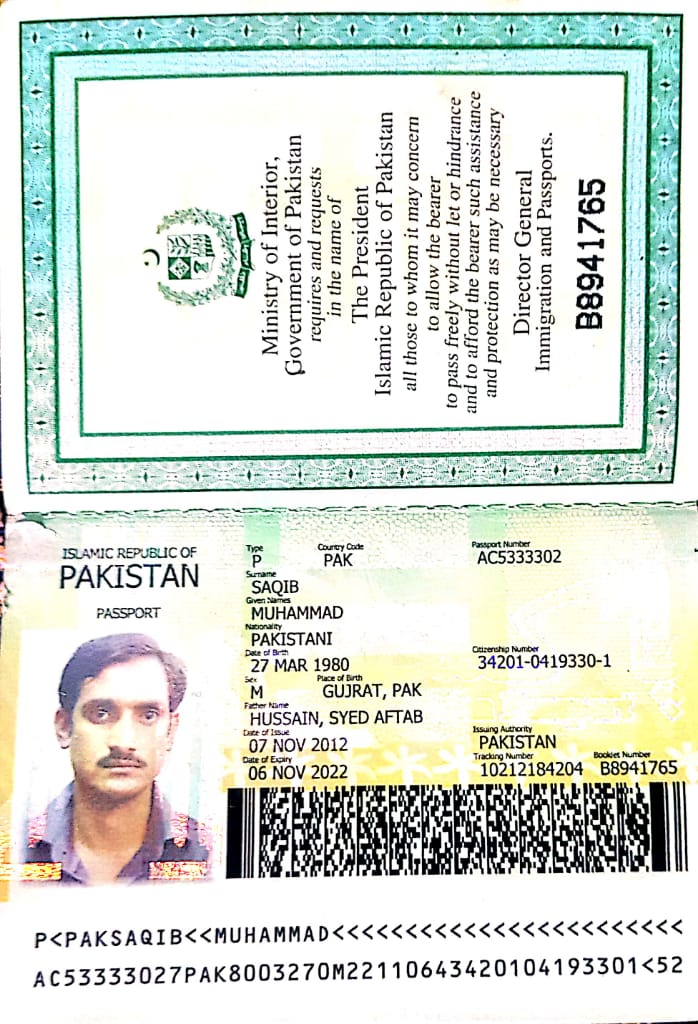 Ministry of Interior,
Government of Pakistan
requires and requests
in the name of
The President
Islamic Republic of Pakistan
all those to whom it may concern
to allow the bearer
to pass freely without let or hindrance
and to afford the bearer such assistance
and protection as may be necessary
Director General
Immigration and Passports.
B8941765
ISLAMIC REPUBLIC OF
PAKISTAN
PASSPORT
Type Country Code Passport Number
P PAK AC5333302
Surname
SAQIB
Given Names
MUHAMMAD
Nationality
PAKISTANI
Date of Birth Citizenship Number
27 MAR 1980 34201-0419330-1
Sex Place of Birth
M GUJRAT, PAK
Father Name
HUSSAIN, SYED AFTAB
Date of Issue Issuing Authority
07 NOV 2012 PAKISTAN
Date of Expiry Tracking Number Booklet Number
06 NOV 2022 10212184204 B8941765
P<PAKSAQIB<<MUHAMMAD<<<<<<<<<<<<<<<<<<<<<<<<
AC53333027PAK8003270M22110643420104193301<52